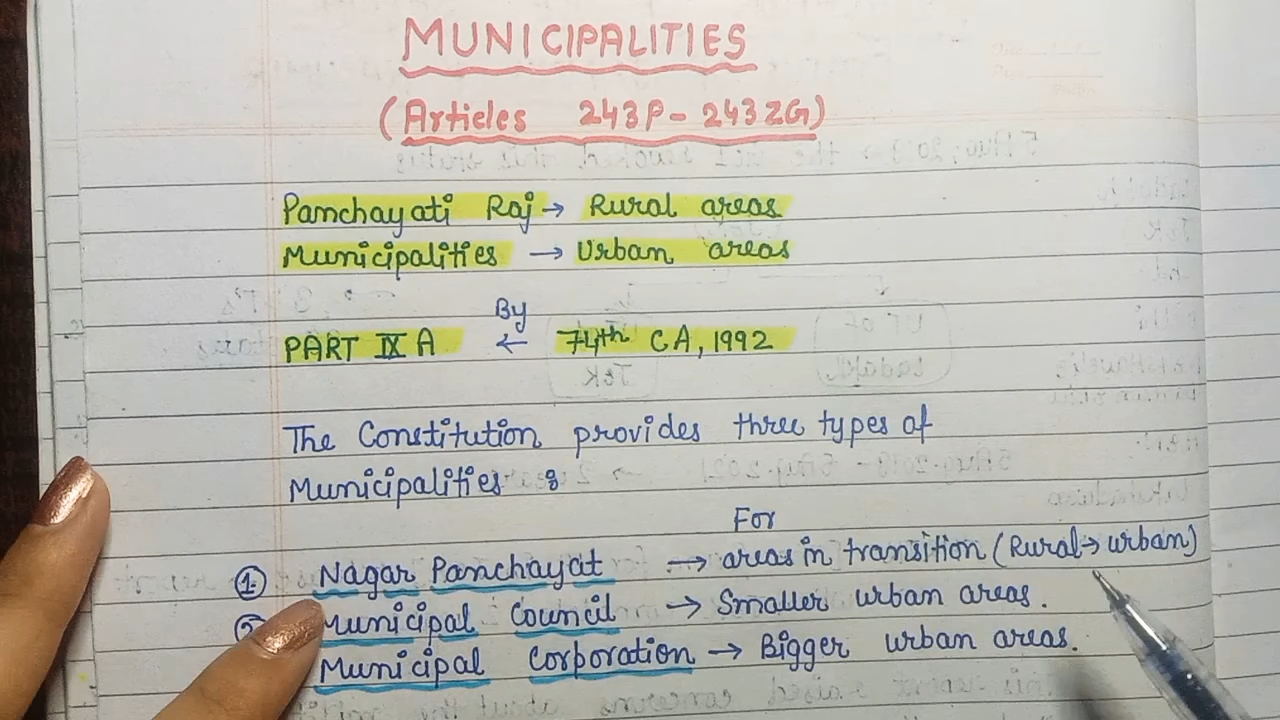 MUNICIPALITIES
(Articles 243P - 243ZG)
Panchayati Raj → Rural areas
Municipalities → Urban areas
By
PART IX A ← 74th CA, 1992
The Constitution provides three types of
Municipalities :
For
① Nagar Panchayat → areas in transition (Rural → urban)
② Municipal Council → Smaller urban areas.
Municipal Corporation → Bigger urban areas.